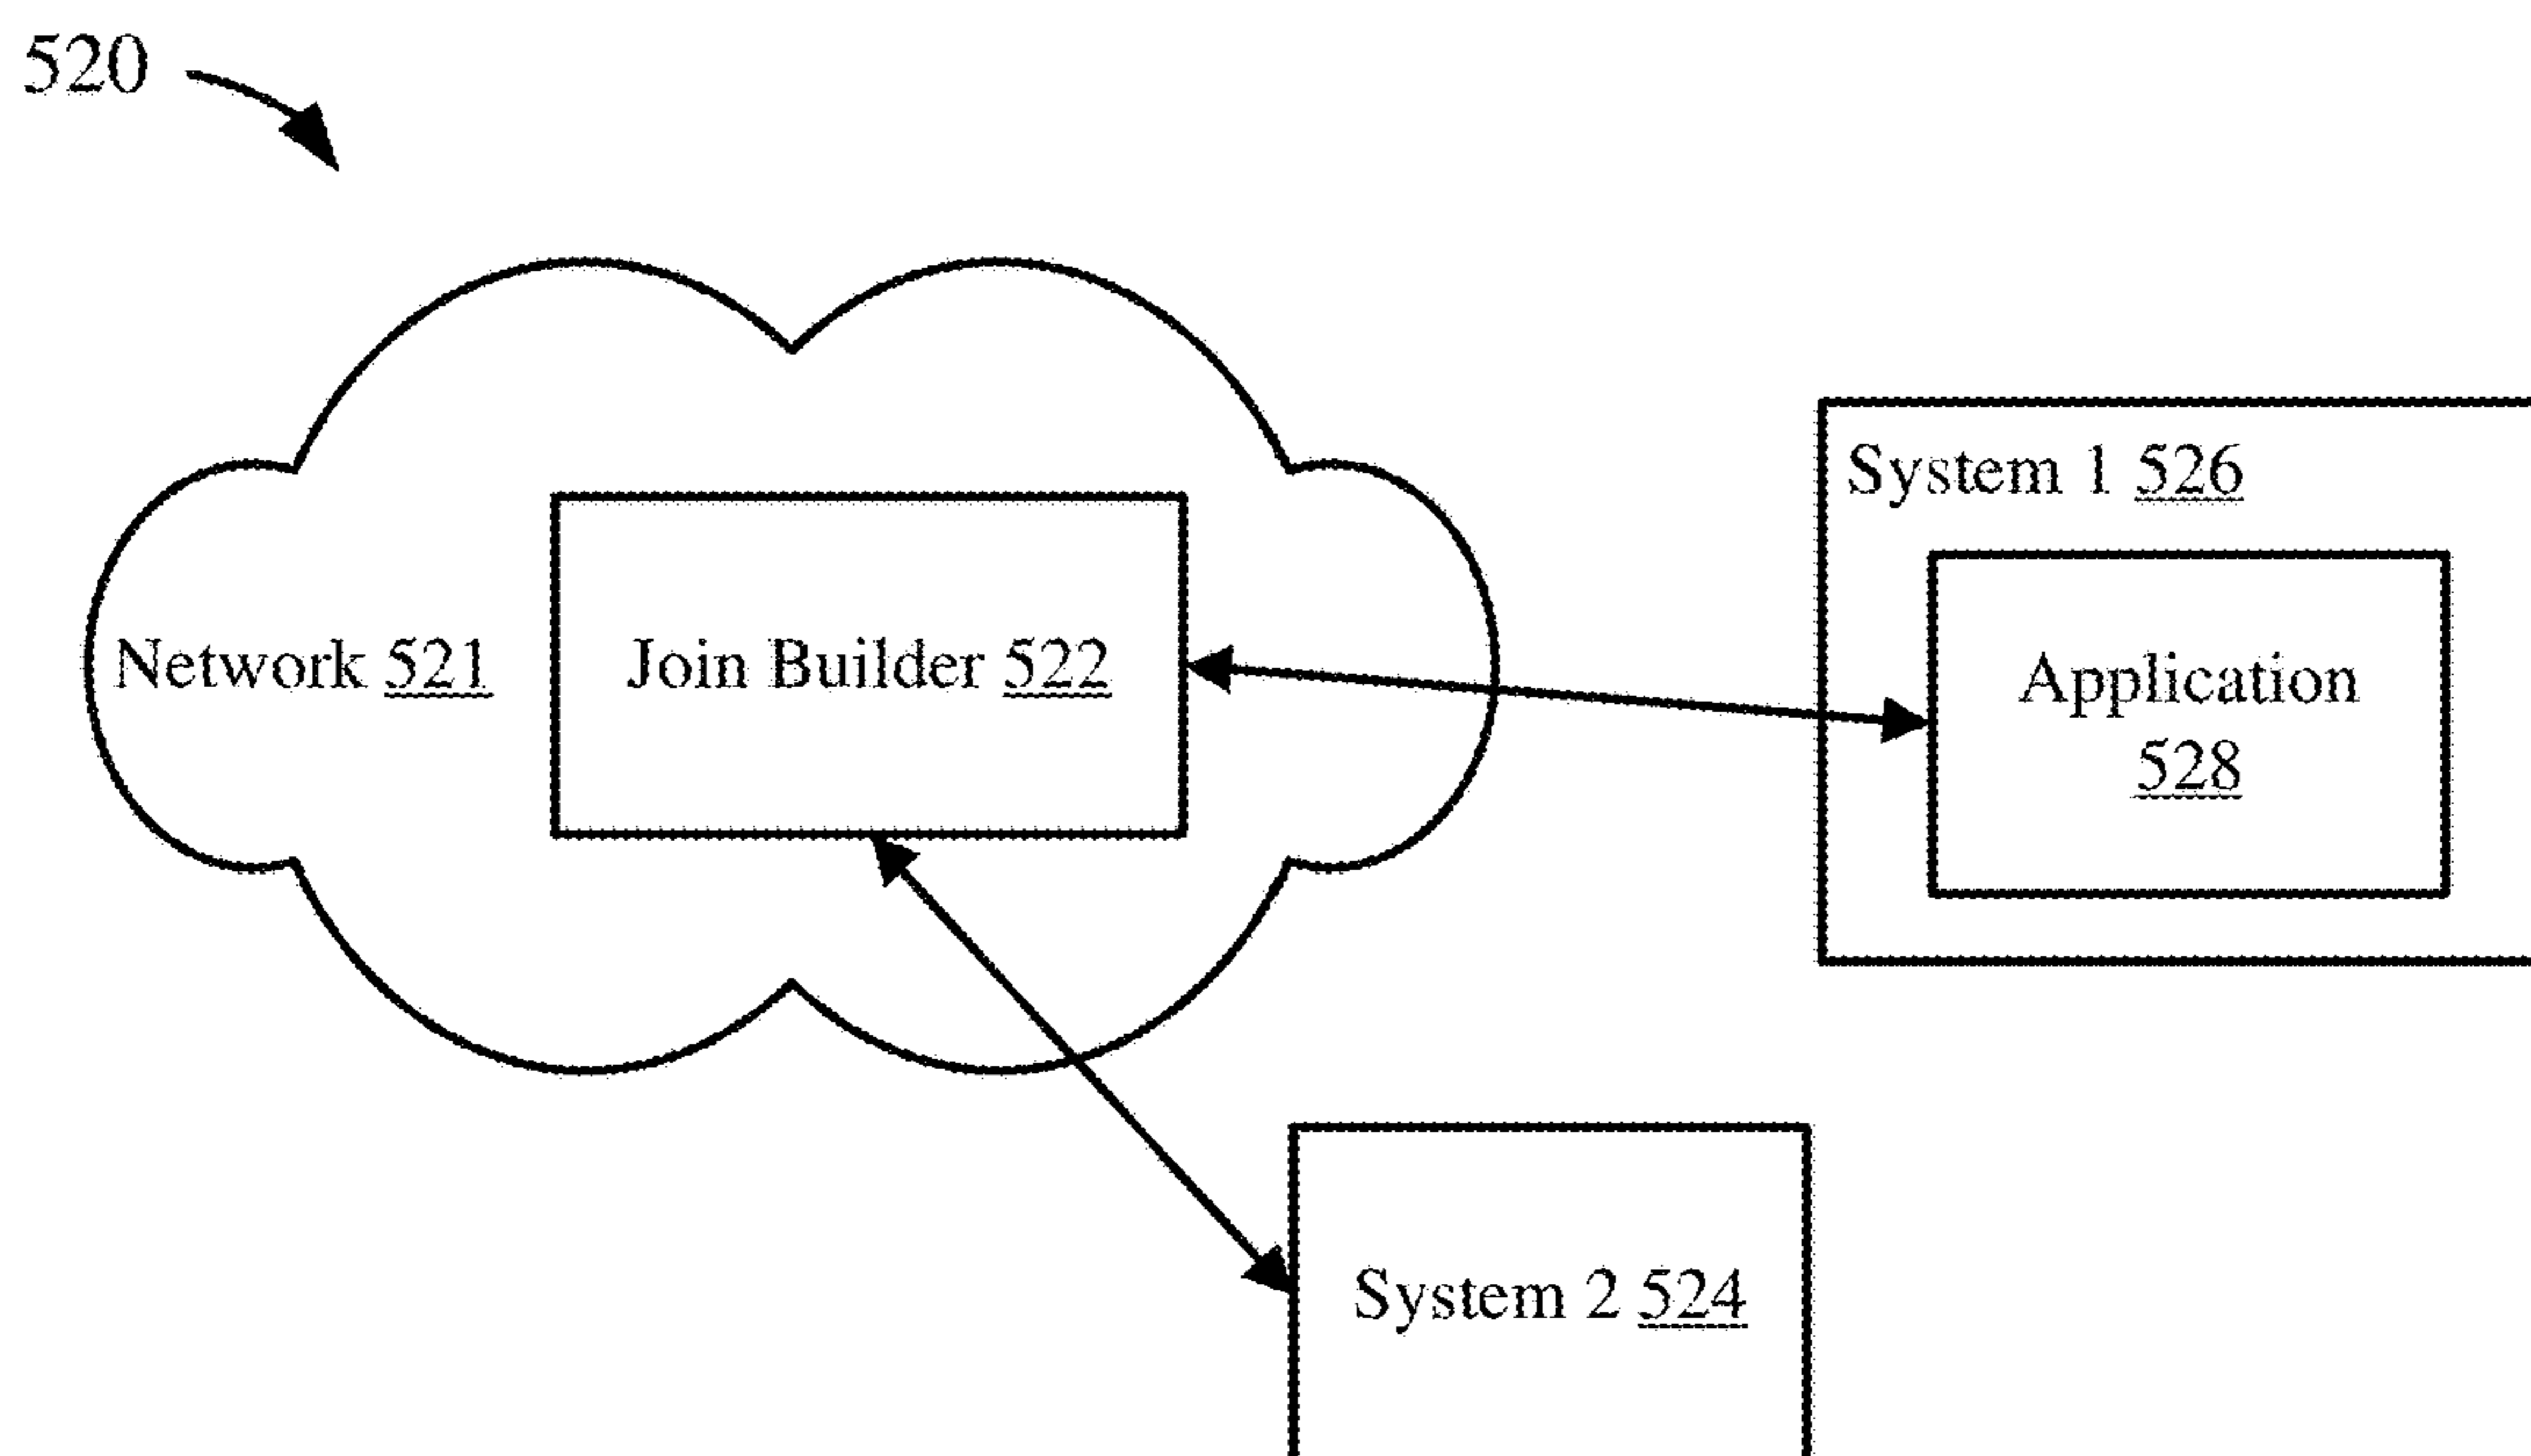 520
System 1 526
Network 521
Join Builder 522
Application
528
System 2 524